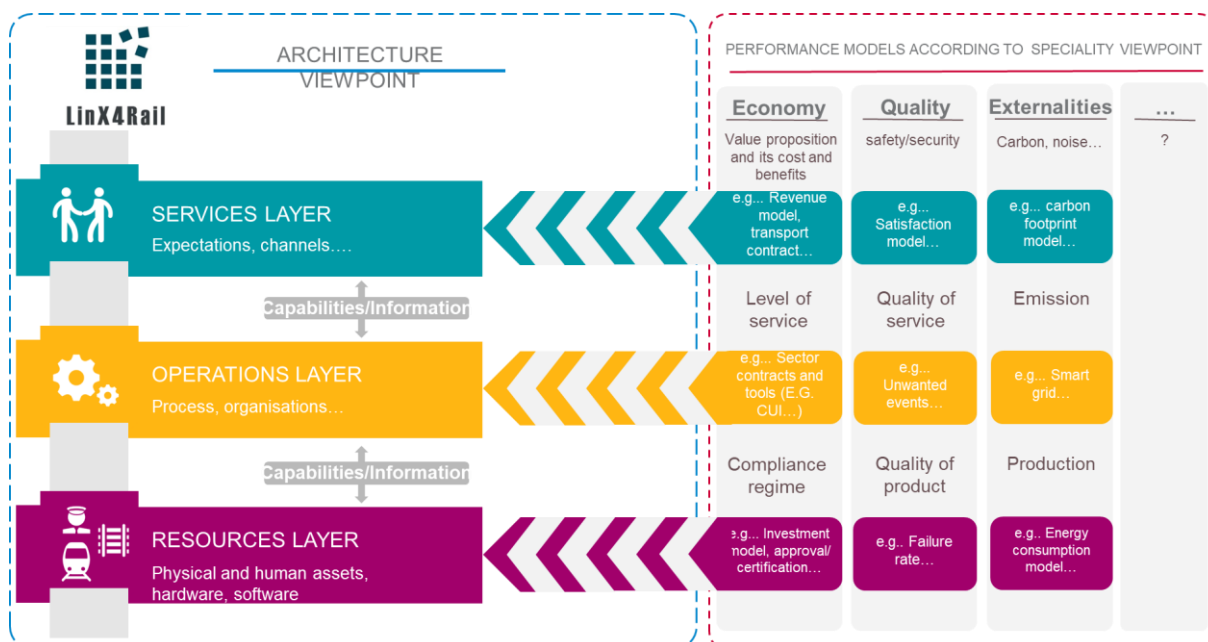 LinX4Rail
ARCHITECTURE
VIEWPOINT
SERVICES LAYER
Expectations, channels….
Capabilities/Information
OPERATIONS LAYER
Process, organisations…
Capabilities/Information
RESOURCES LAYER
Physical and human assets,
hardware, software
PERFORMANCE MODELS ACCORDING TO SPECIALITY VIEWPOINT
Economy
Value proposition
and its cost and
benefits
e.g... Revenue
model,
transport
contract…
Level of
service
e.g... Sector
contracts and
tools (E.G.
CUI…)
Compliance
regime
e.g... Investment
model, approval/
certification…
Quality
safety/security
e.g...
Satisfaction
model…
Quality of
service
e.g...
Unwanted
events…
Quality of
product
e.g.. Failure
rate…
Externalities
Carbon, noise…
e.g... carbon
footprint
model…
Emission
e.g... Smart
grid…
Production
e.g.. Energy
consumption
model…
…
?